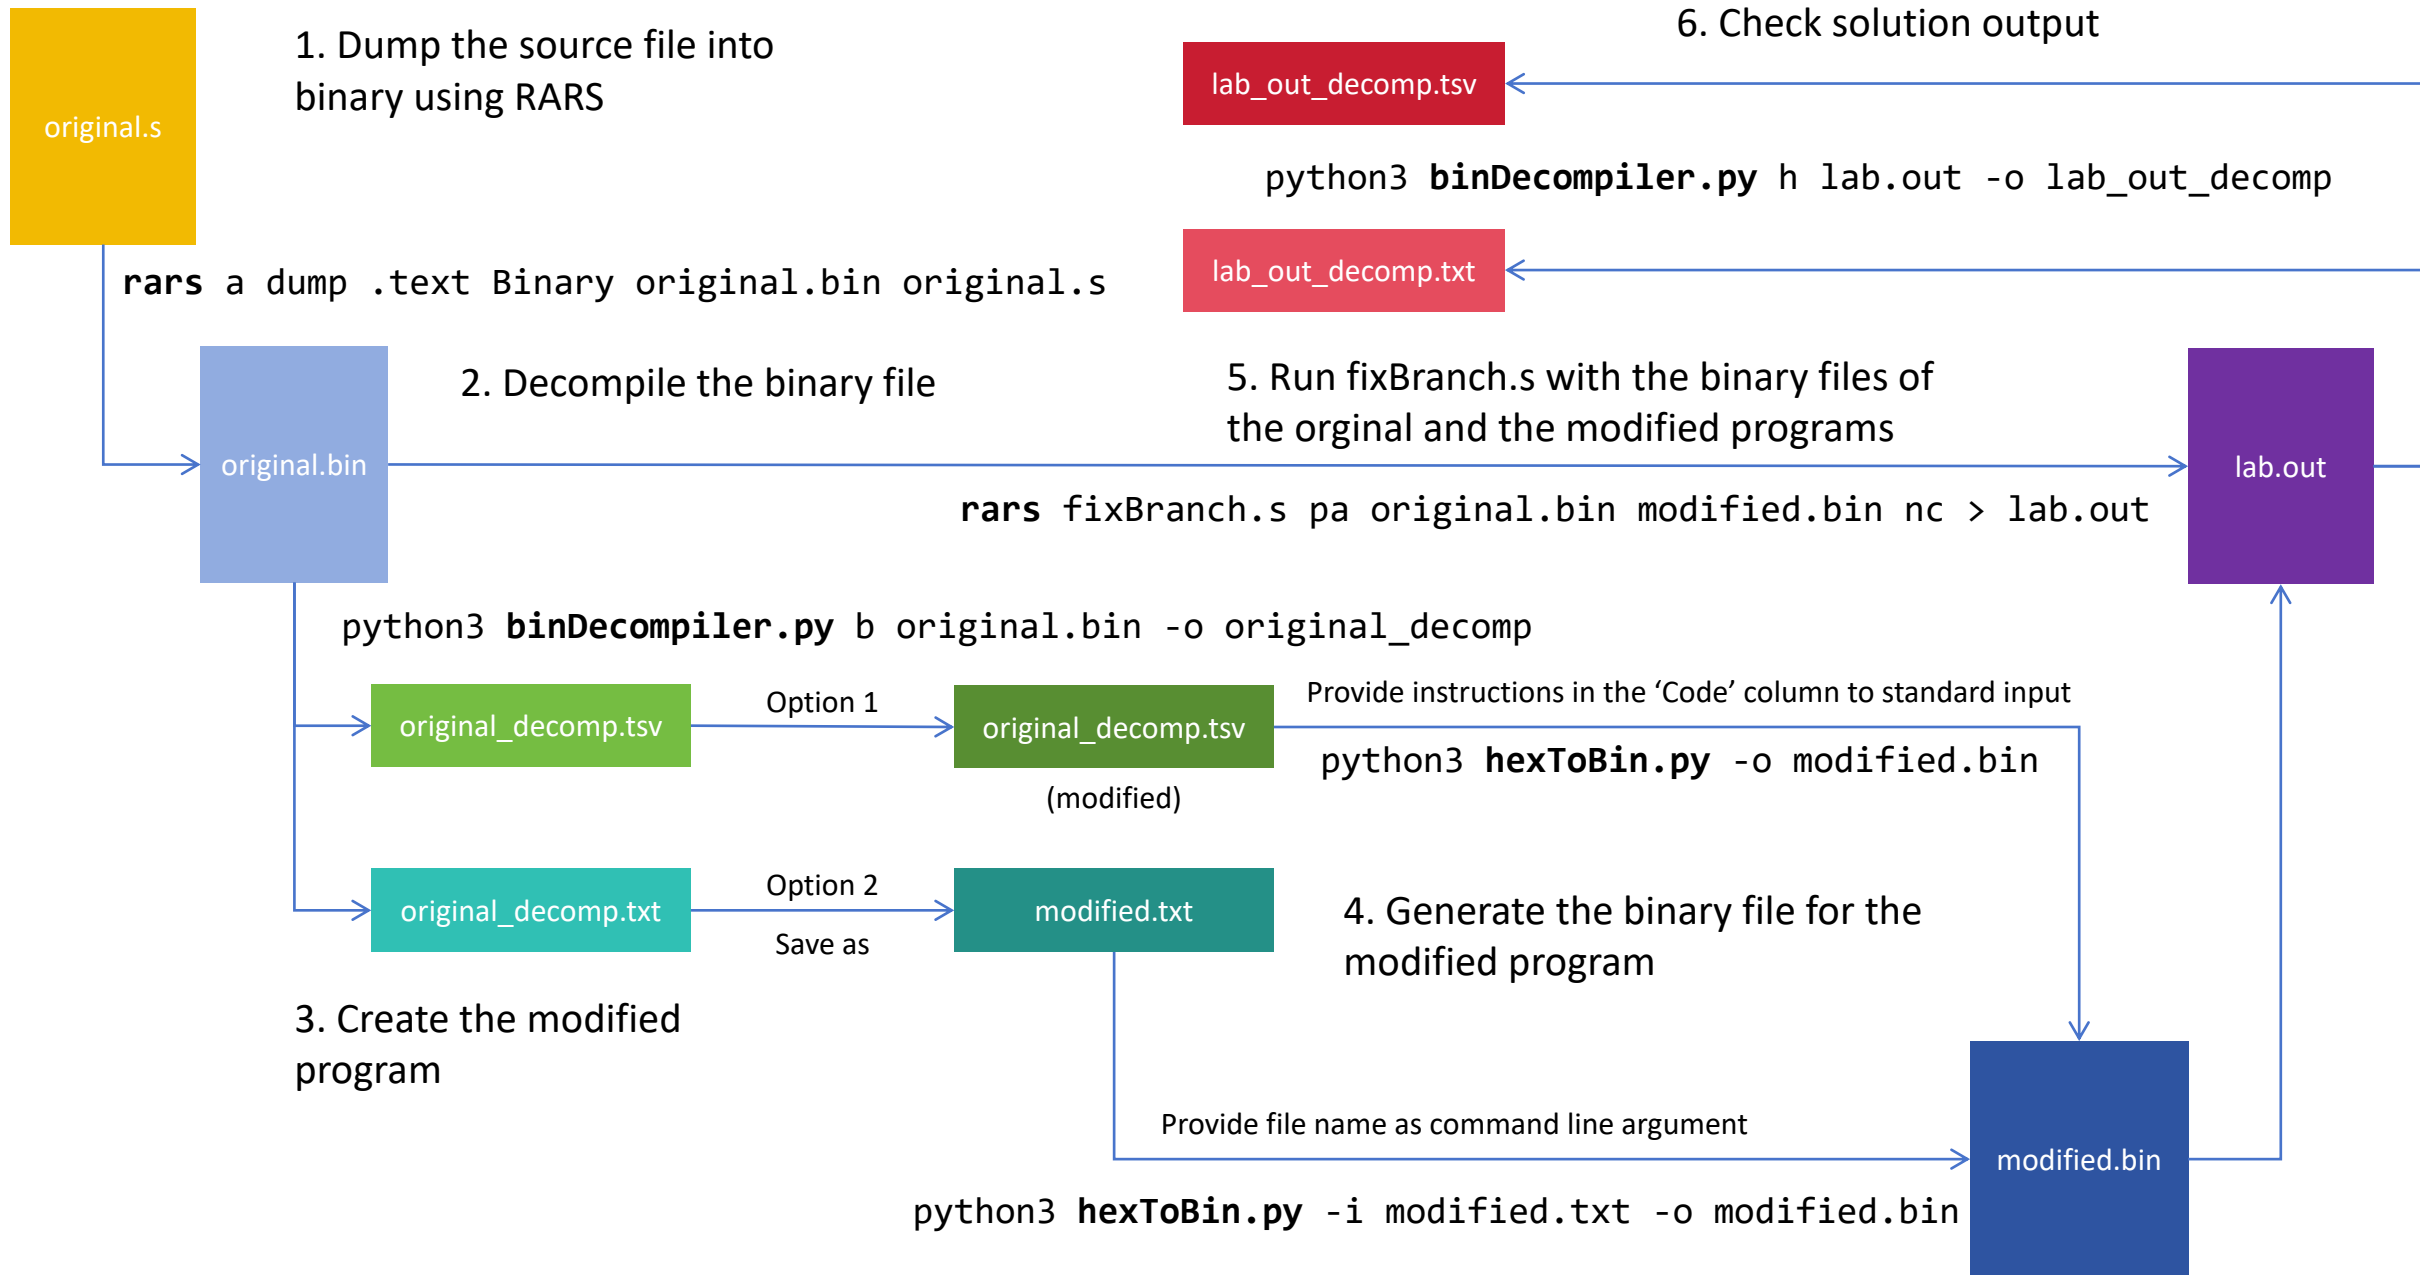 original.s
1. Dump the source file into
binary using RARS
rars a dump .text Binary original.bin original.s
original.bin
2. Decompile the binary file
python3 binDecompiler.py b original.bin -o original_decomp
original_decomp.tsv
Option 1
original_decomp.tsv
(modified)
original_decomp.txt
Option 2
Save as
modified.txt
3. Create the modified
program
Provide instructions in the ‘Code’ column to standard input
python3 hexToBin.py -o modified.bin
4. Generate the binary file for the
modified program
Provide file name as command line argument
python3 hexToBin.py -i modified.txt -o modified.bin
modified.bin
5. Run fixBranch.s with the binary files of
the orginal and the modified programs
rars fixBranch.s pa original.bin modified.bin nc > lab.out
lab.out
6. Check solution output
lab_out_decomp.tsv
python3 binDecompiler.py h lab.out -o lab_out_decomp
lab_out_decomp.txt